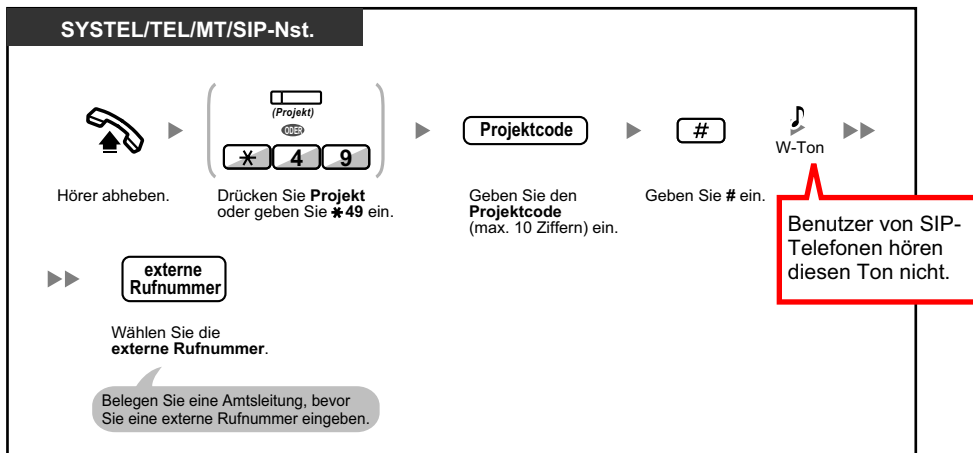 SYSTEL/TEL/MT/SIP-Nst.
(Projekt)
ODER
* 4 9
Projektcode
#
W-Ton
Hörer abheben.
Drücken Sie Projekt
oder geben Sie *49 ein.
Geben Sie den
Projektcode
(max. 10 Ziffern) ein.
Geben Sie # ein.
Benutzer von SIP-
Telefonen hören
diesen Ton nicht.
externe
Rufnummer
Wählen Sie die
externe Rufnummer.
Belegen Sie eine Amtsleitung, bevor
Sie eine externe Rufnummer eingeben.